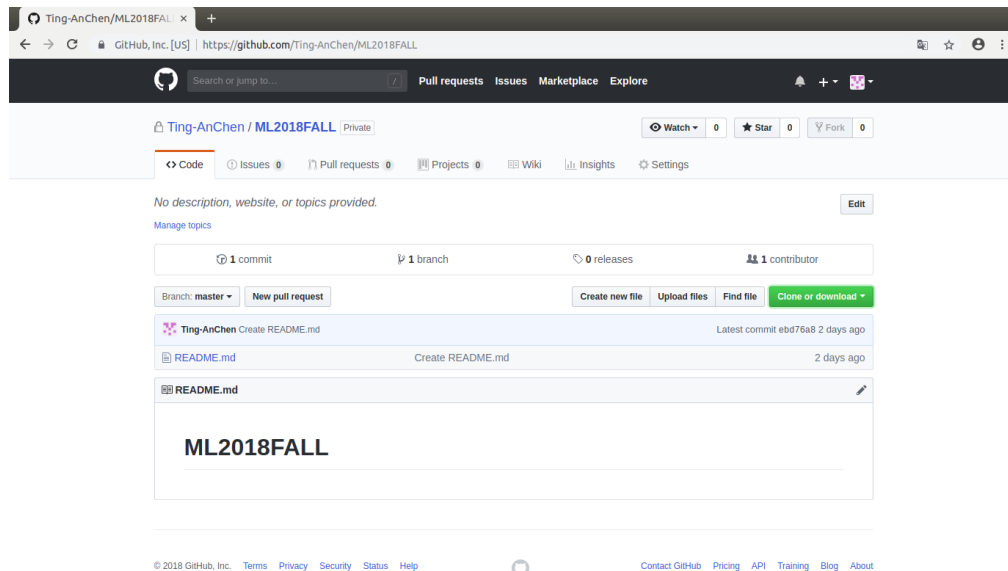 Ting-AnChen/ML2018FAL
GitHub, Inc. [US] | https://github.com/Ting-AnChen/ML2018FALL
Search or jump to... / Pull requests Issues Marketplace Explore
Ting-AnChen / ML2018FALL Private Watch 0 Star 0 Fork 0
Code Issues 0 Pull requests 0 Projects 0 Wiki Insights Settings
No description, website, or topics provided. Edit
Manage topics
1 commit 1 branch 0 releases 1 contributor
Branch: master New pull request Create new file Upload files Find file Clone or download
Ting-AnChen Create README.md Latest commit ebd76a8 2 days ago
README.md Create README.md 2 days ago
README.md
ML2018FALL
© 2018 GitHub, Inc. Terms Privacy Security Status Help Contact GitHub Pricing API Training Blog About